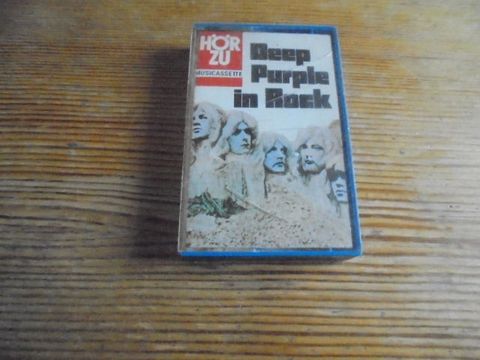 HÖR
ZU
MUSICASSETTE
Deep
Purple
in Rock